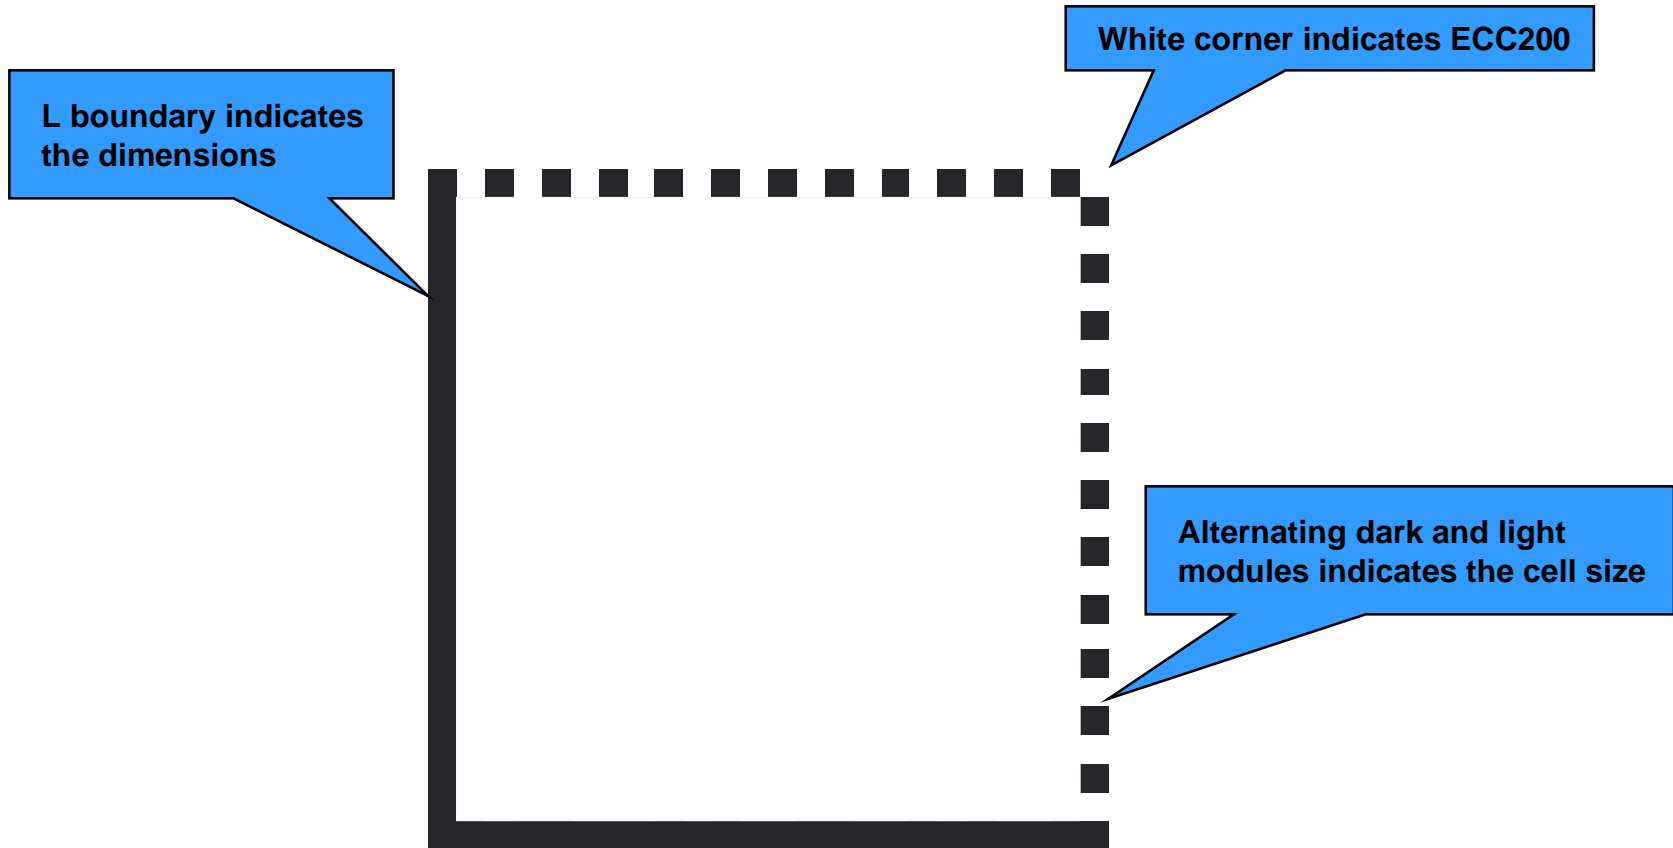 White corner indicates ECC200
L boundary indicates
the dimensions
Alternating dark and light
modules indicates the cell size